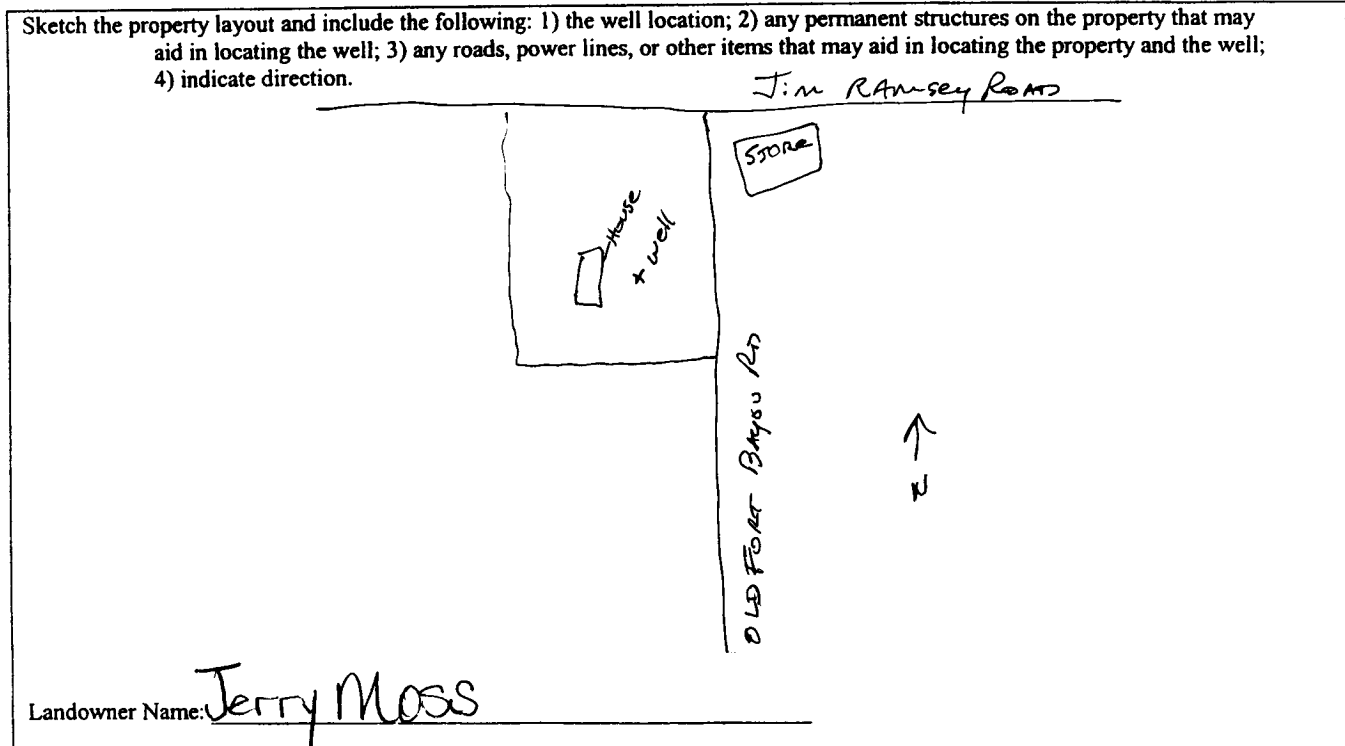 Sketch the property layout and include the following: 1) the well location; 2) any permanent structures on the property that may
aid in locating the well; 3) any roads, power lines, or other items that may aid in locating the property and the well;
4) indicate direction.
Jim RAmsey ROAD
STORe
House
+ well
OLD FORT BAyou RD
N
Landowner Name: Jerry Moss